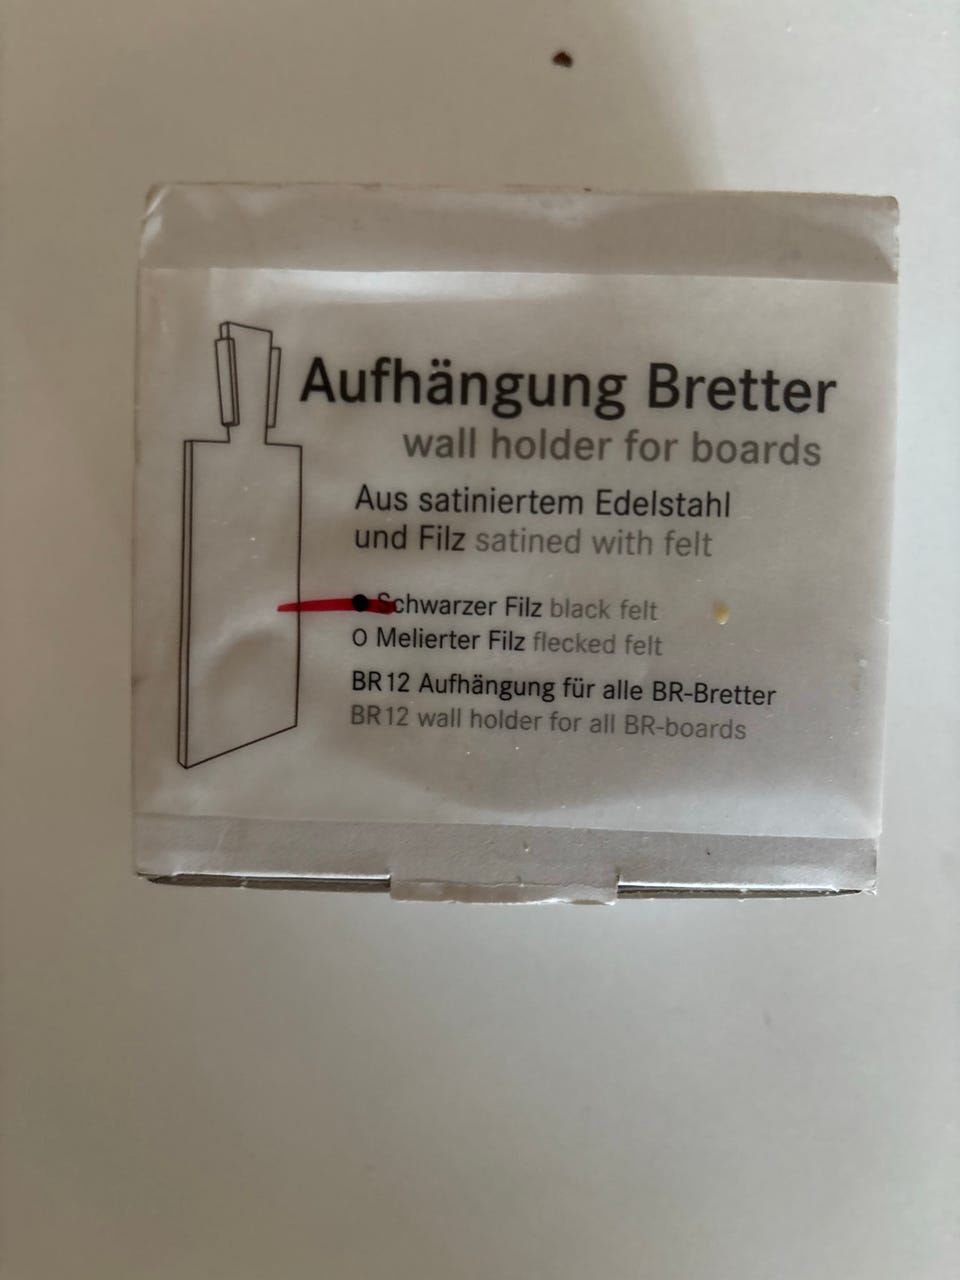 Aufhängung Bretter
wall holder for boards
Aus satiniertem Edelstahl
und Filz satined with felt
● Schwarzer Filz black felt
O Melierter Filz flecked felt
BR12 Aufhängung für alle BR-Bretter
BR12 wall holder for all BR-boards